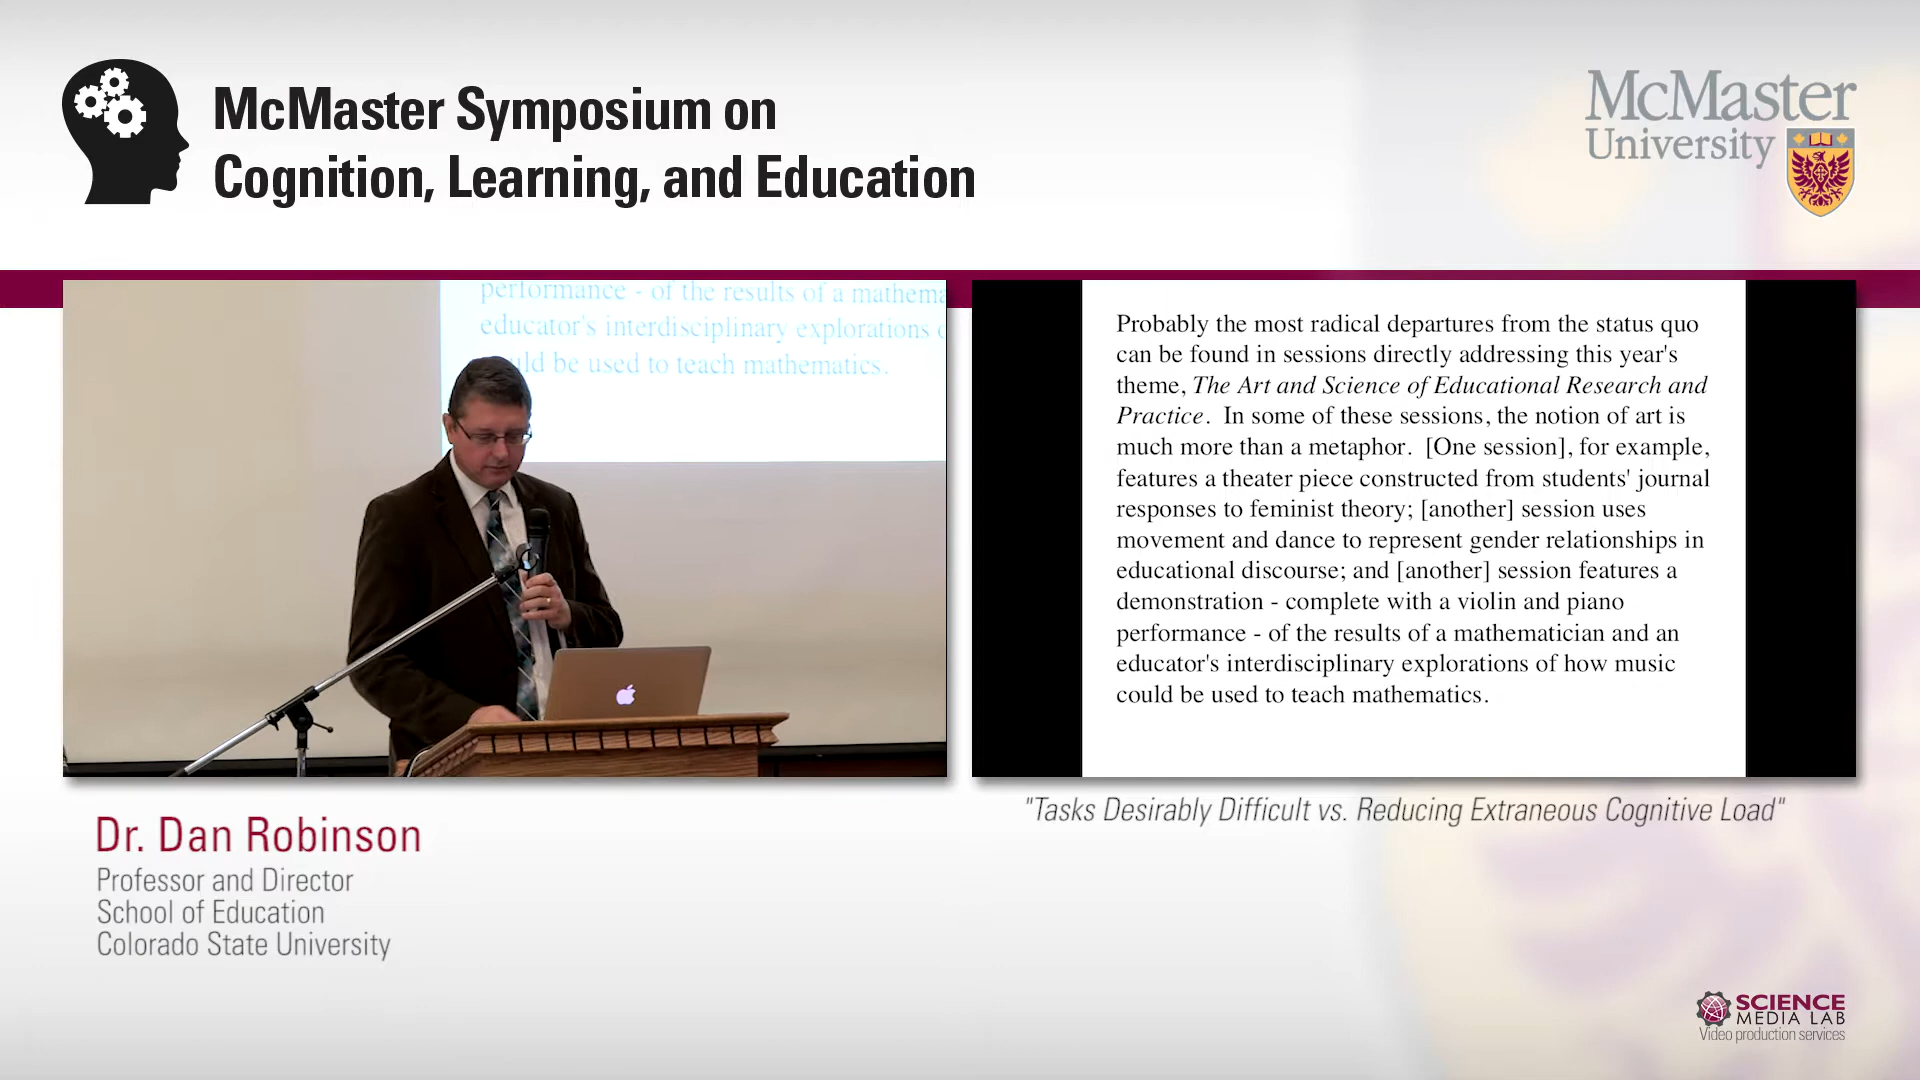 McMaster Symposium on
Cognition, Learning, and Education
McMaster
University
performance - of the results of a mathema
educator's interdisciplinary explorations
be used to teach mathematics.
Probably the most radical departures from the status quo
can be found in sessions directly addressing this year's
theme, The Art and Science of Educational Research and
Practice. In some of these sessions, the notion of art is
much more than a metaphor. [One session], for example,
features a theater piece constructed from students' journal
responses to feminist theory; [another] session uses
movement and dance to represent gender relationships in
educational discourse; and [another] session features a
demonstration - complete with a violin and piano
performance - of the results of a mathematician and an
educator's interdisciplinary explorations of how music
could be used to teach mathematics.
"Tasks Desirably Difficult vs. Reducing Extraneous Cognitive Load"
Dr. Dan Robinson
Professor and Director
School of Education
Colorado State University
SCIENCE
MEDIA LAB
Video production services